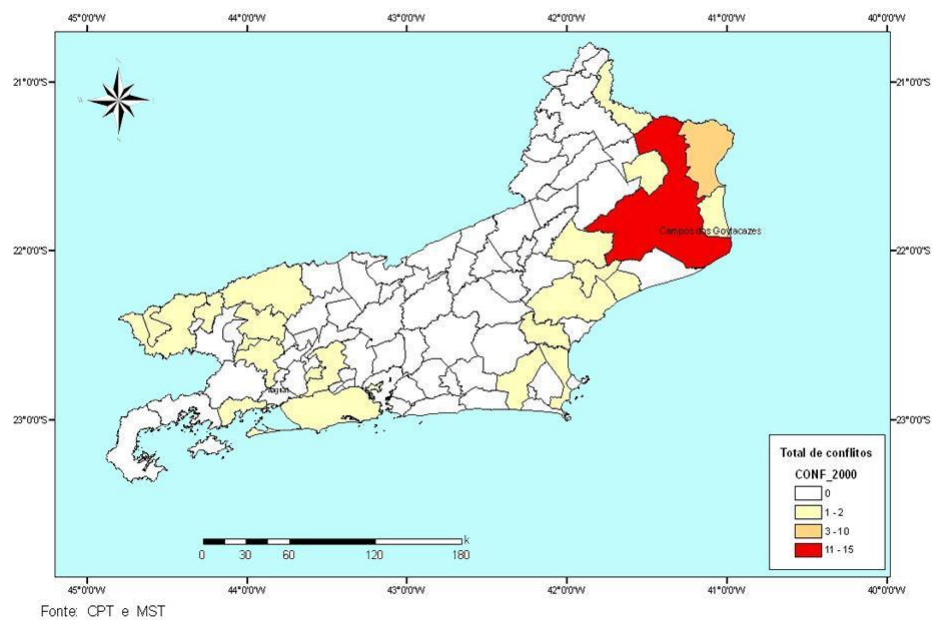 45°0'0"W 44°0'0"W 43°0'0"W 42°0'0"W 41°0'0"W 40°0'0"W
21°0'0"S 21°0'0"S
Campos dos Goytacazes
22°0'0"S 22°0'0"S
23°0'0"S 23°0'0"S
Total de conflitos
CONF_2000
0
1 - 2
3 - 10
11 - 15
k
0 30 60 120 180
45°0'0"W 44°0'0"W 43°0'0"W 42°0'0"W 41°0'0"W 40°0'0"W
Fonte: CPT e MST